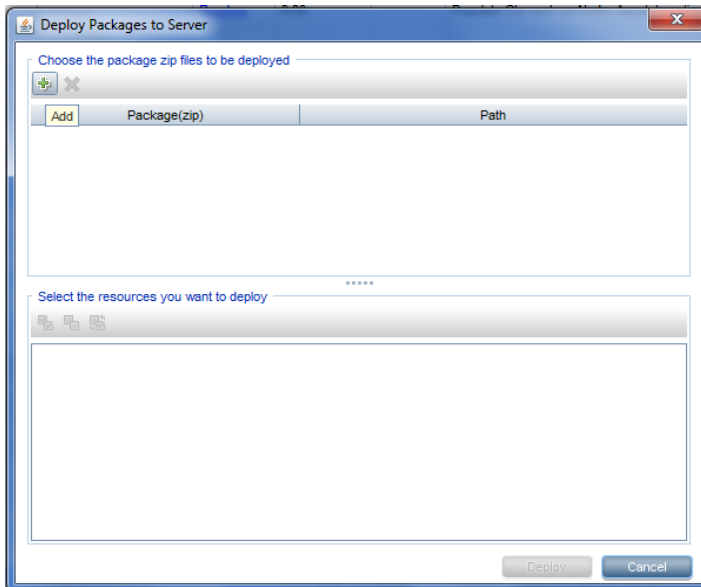 Deploy Packages to Server
Choose the package zip files to be deployed
Add
Package(zip) Path
Select the resources you want to deploy
Deploy Cancel